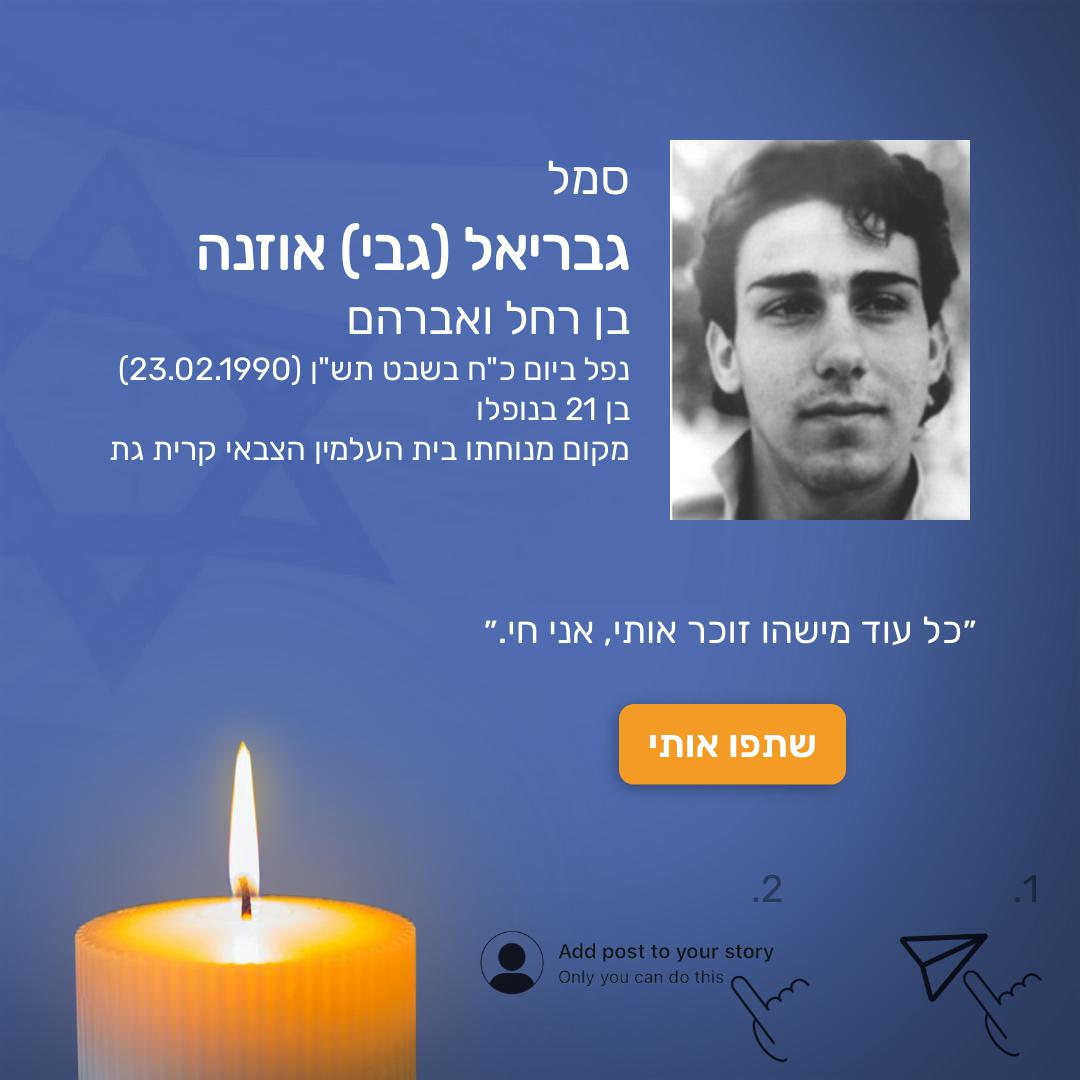 סמל
גבריאל (גבי) אוזנה
בן רחל ואברהם
נפל ביום כ"ח בשבט תש"ן (23.02.1990)
בן 21 בנופלו
מקום מנוחתו בית העלמין הצבאי קרית גת
״כל עוד מישהו זוכר אותי, אני חי.״
שתפו אותי
.1
.2
Add post to your story
Only you can do this